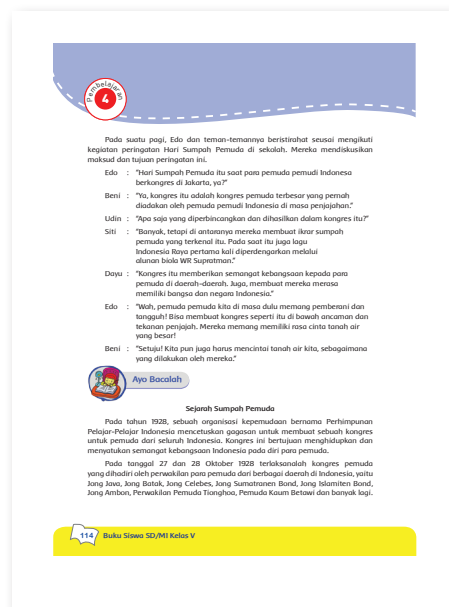 Pembelajaran
4
Pada suatu pagi, Edo dan teman-temannya beristirahat seusai mengikuti
kegiatan peringatan Hari Sumpah Pemuda di sekolah. Mereka mendiskusikan
maksud dan tujuan peringatan ini.
Edo : “Hari Sumpah Pemuda itu saat para pemuda pemudi Indonesa
berkongres di Jakarta, ya?”
Beni : “Ya, kongres itu adalah kongres pemuda terbesar yang pernah
diadakan oleh pemuda pemudi Indonesia di masa penjajahan.”
Udin : “Apa saja yang diperbincangkan dan dihasilkan dalam kongres itu?”
Siti : “Banyak, tetapi di antaranya mereka membuat ikrar sumpah
pemuda yang terkenal itu. Pada saat itu juga lagu
Indonesia Raya pertama kali diperdengarkan melalui
alunan biola WR Supratman.”
Dayu : “Kongres itu memberikan semangat kebangsaan kepada para
pemuda di daerah-daerah. Juga, membuat mereka merasa
memiliki bangsa dan negara Indonesia.”
Edo : “Wah, pemuda pemuda kita di masa dulu memang pemberani dan
tangguh! Bisa membuat kongres seperti itu di bawah ancaman dan
tekanan penjajah. Mereka memang memiliki rasa cinta tanah air
yang besar!
Beni : “Setuju! Kita pun juga harus mencintai tanah air kita, sebagaimana
yang dilakukan oleh mereka.”
Ayo Bacalah
Sejarah Sumpah Pemuda
Pada tahun 1928, sebuah organisasi kepemudaan bernama Perhimpunan
Pelajar-Pelajar Indonesia mencetuskan gagasan untuk membuat sebuah kongres
untuk pemuda dari seluruh Indonesia. Kongres ini bertujuan menghidupkan dan
menyatukan semangat kebangsaan Indonesia pada diri para pemuda.
Pada tanggal 27 dan 28 Oktober 1928 terlaksanalah kongres pemuda
yang dihadiri oleh perwakilan para pemuda dari berbagai daerah di Indonesia, yaitu
Jong Java, Jong Batak, Jong Celebes, Jong Sumatranen Bond, Jong Islamiten Bond,
Jong Ambon, Perwakilan Pemuda Tionghoa, Pemuda Kaum Betawi dan banyak lagi.
114 Buku Siswa SD/MI Kelas V